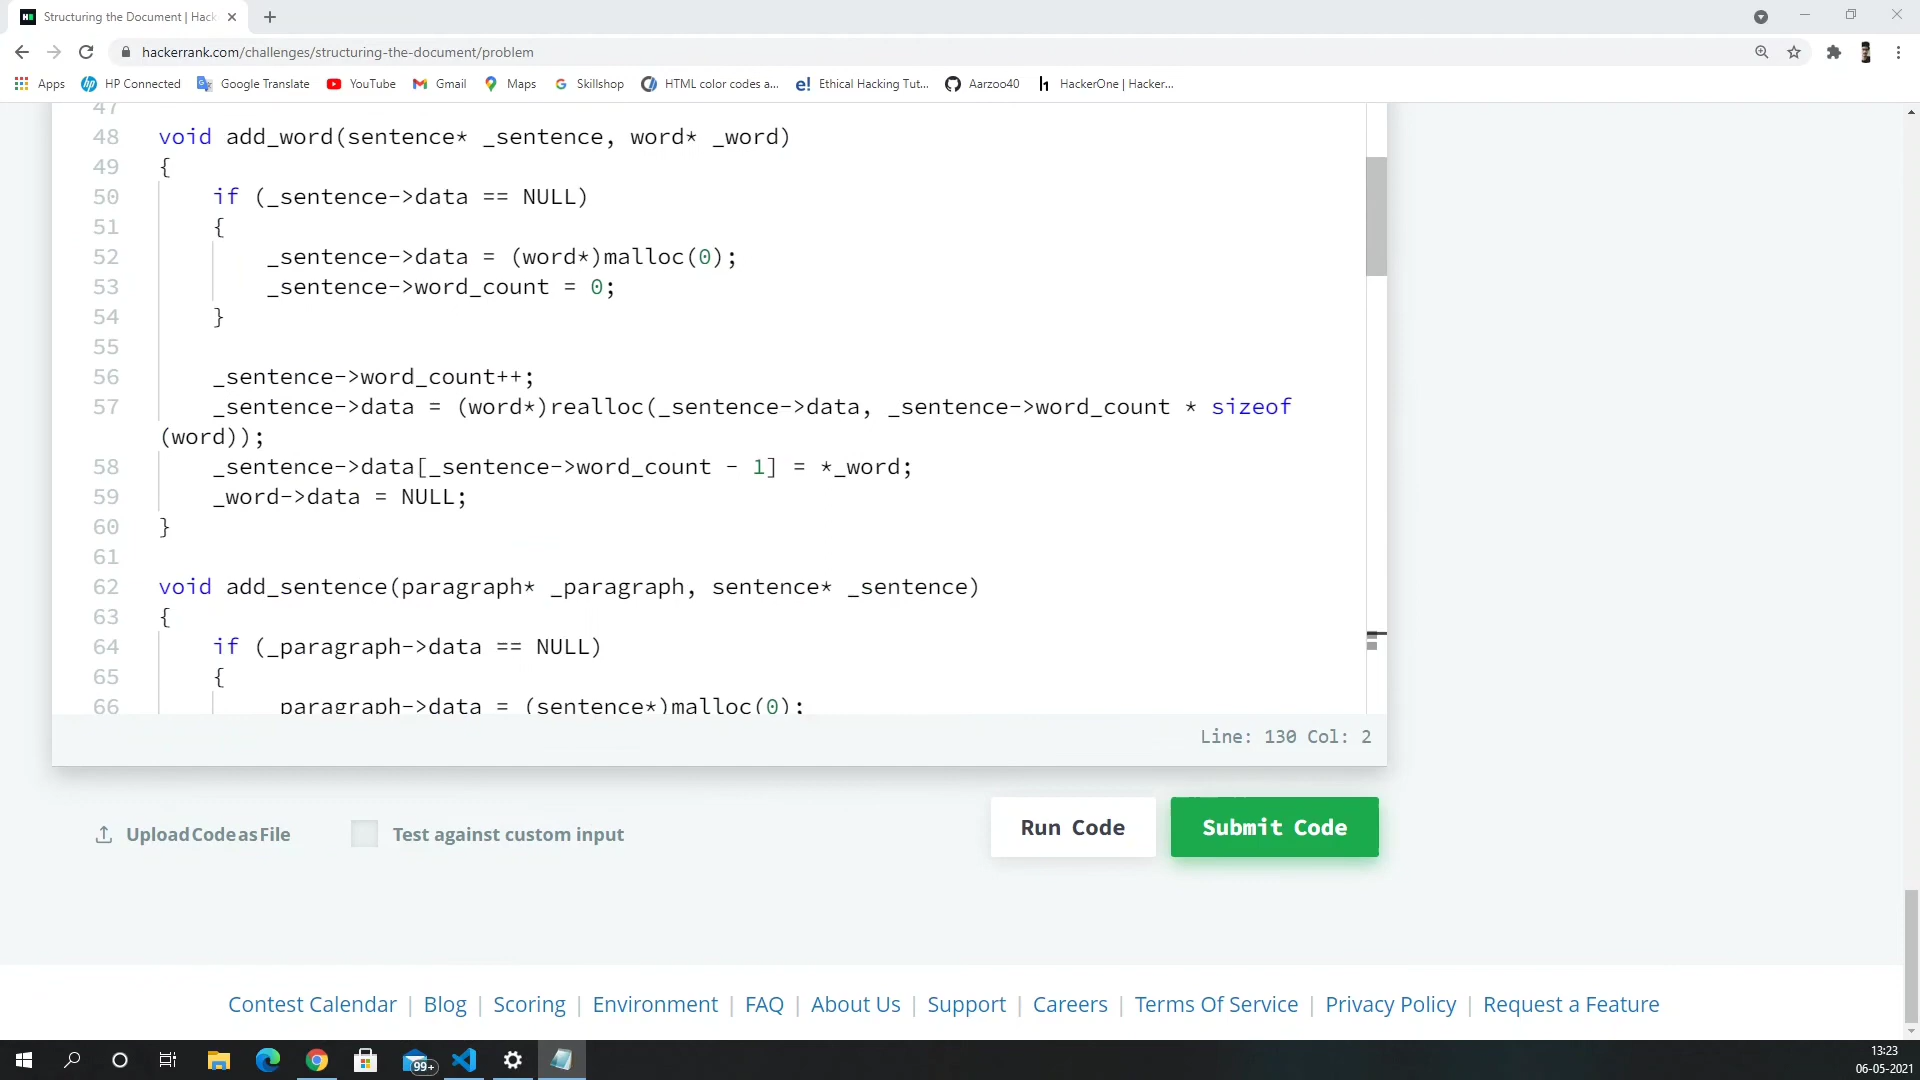 Structuring the Document | Hack
hackerrank.com/challenges/structuring-the-document/problem
Apps HP Connected Google Translate YouTube Gmail Maps Skillshop HTML color codes a... Ethical Hacking Tut... Aarzoo40 HackerOne | Hacker...
47
48 void add_word(sentence* _sentence, word* _word)
49 {
50 if (_sentence->data == NULL)
51 {
52 _sentence->data = (word*)malloc(0);
53 _sentence->word_count = 0;
54 }
55
56 _sentence->word_count++;
57 _sentence->data = (word*)realloc(_sentence->data, _sentence->word_count * sizeof
(word));
58 _sentence->data[_sentence->word_count - 1] = *_word;
59 _word->data = NULL;
60 }
61
62 void add_sentence(paragraph* _paragraph, sentence* _sentence)
63 {
64 if (_paragraph->data == NULL)
65 {
66 paragraph->data = (sentence*)malloc(0);
Line: 130 Col: 2
Upload Code as File Test against custom input Run Code Submit Code
Contest Calendar | Blog | Scoring | Environment | FAQ | About Us | Support | Careers | Terms Of Service | Privacy Policy | Request a Feature
99+
13:23
06-05-2021